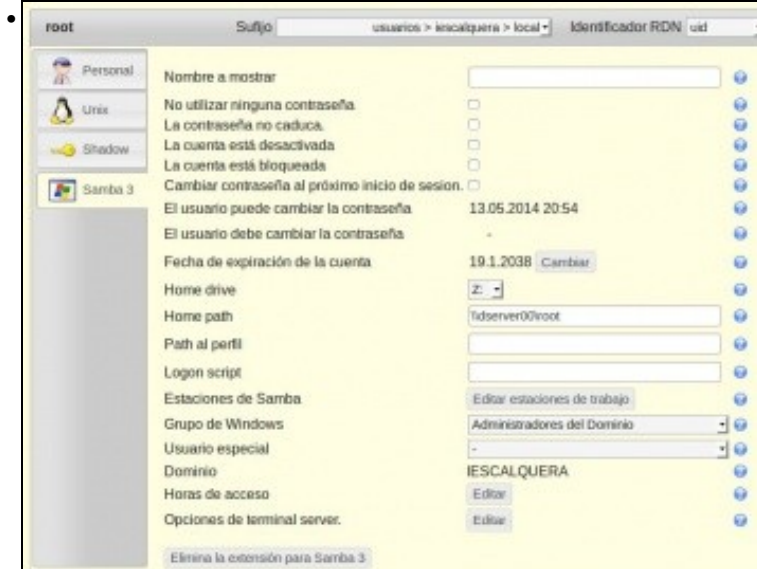 root Sufijo usuarios > iescalquera > local Identificador RDN uid
Personal
Unix
Shadow
Samba 3
Nombre a mostrar
No utilizar ninguna contraseña
La contraseña no caduca.
La cuenta está desactivada
La cuenta está bloqueada
Cambiar contraseña al próximo inicio de sesion.
El usuario puede cambiar la contraseña 13.05.2014 20:54
El usuario debe cambiar la contraseña -
Fecha de expiración de la cuenta 19.1.2038 Cambiar
Home drive Z:
Home path \\dserver00\root
Path al perfil
Logon script
Estaciones de Samba Editar estaciones de trabajo
Grupo de Windows Administradores del Dominio
Usuario especial -
Dominio IESCALQUERA
Horas de acceso Editar
Opciones de terminal server. Editar
Elimina la extensión para Samba 3